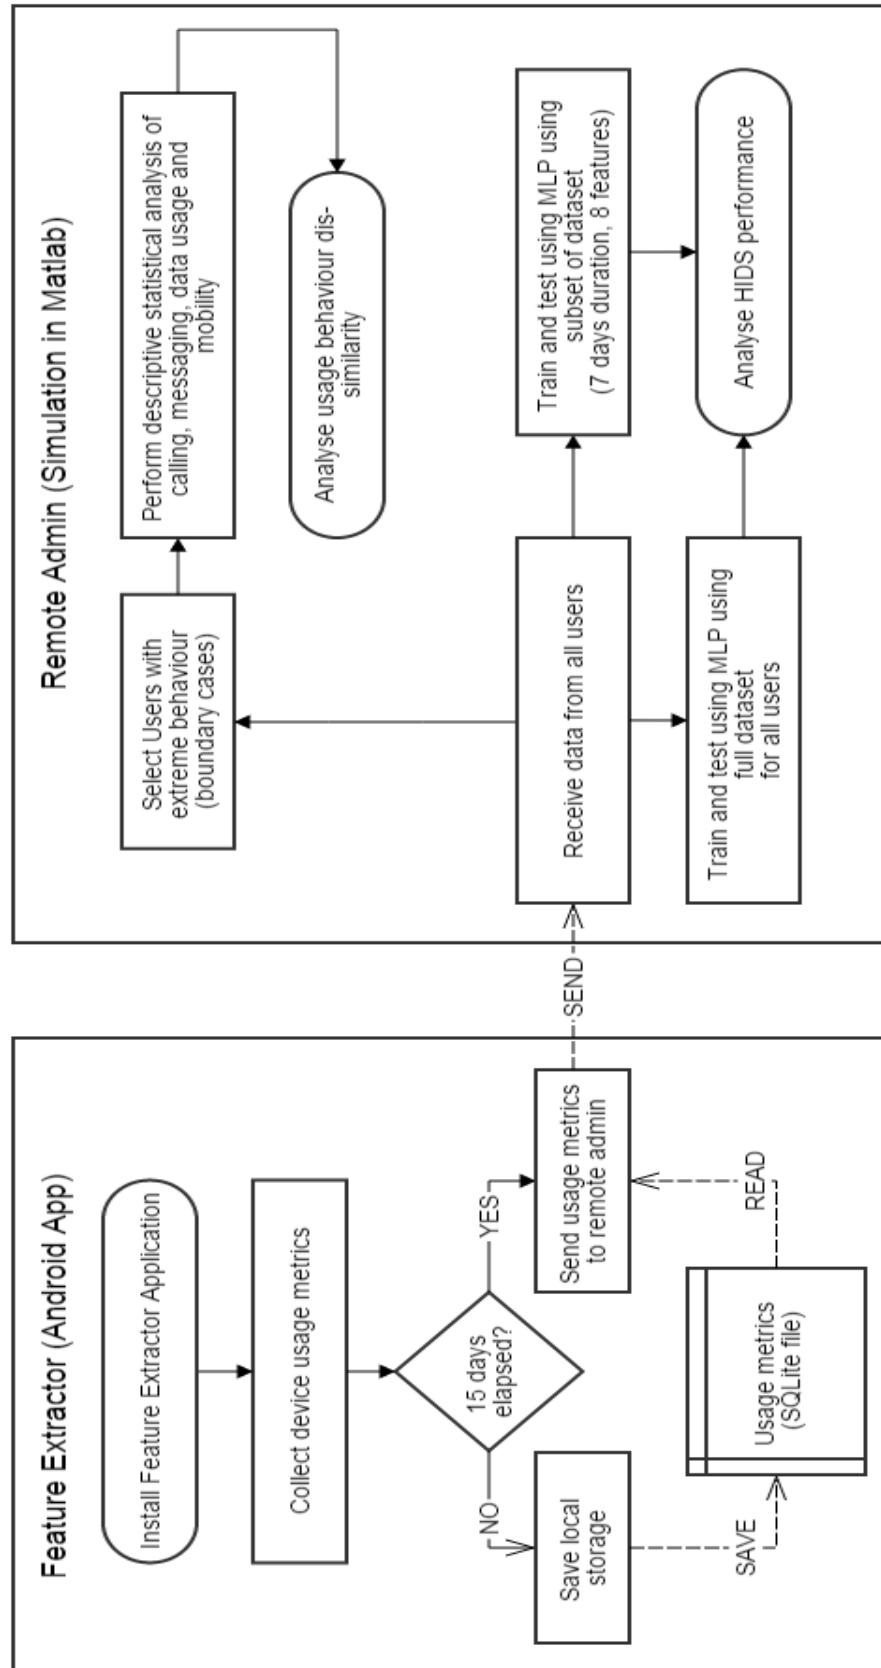 Feature Extractor (Android App)
Install Feature Extractor Application
Collect device usage metrics
15 days
elapsed?
NO
YES
Save local
storage
Send usage metrics
to remote admin
SAVE
READ
Usage metrics
(SQLite file)
SEND
Remote Admin (Simulation in Matlab)
Select Users with
extreme behaviour
(boundary cases)
Perform descriptive statistical analysis of
calling, messaging, data usage and
mobility
Analyse usage behaviour dis-
similarity
Receive data from all users
Train and test using MLP using
subset of dataset
(7 days duration, 8 features)
Train and test using MLP using
full dataset
for all users
Analyse HIDS performance